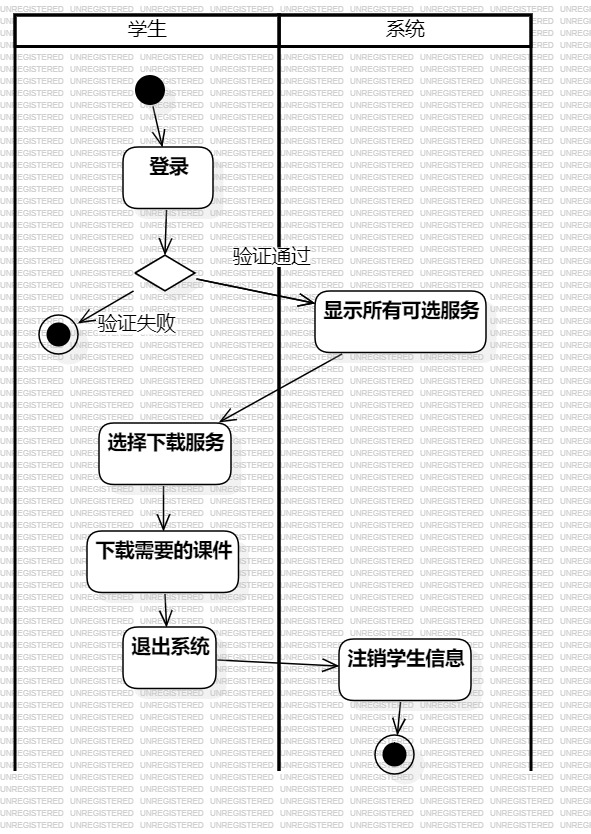 学生
系统
登录
验证通过
显示所有可选服务
验证失败
选择下载服务
下载需要的课件
退出系统
注销学生信息
UNREGISTERED